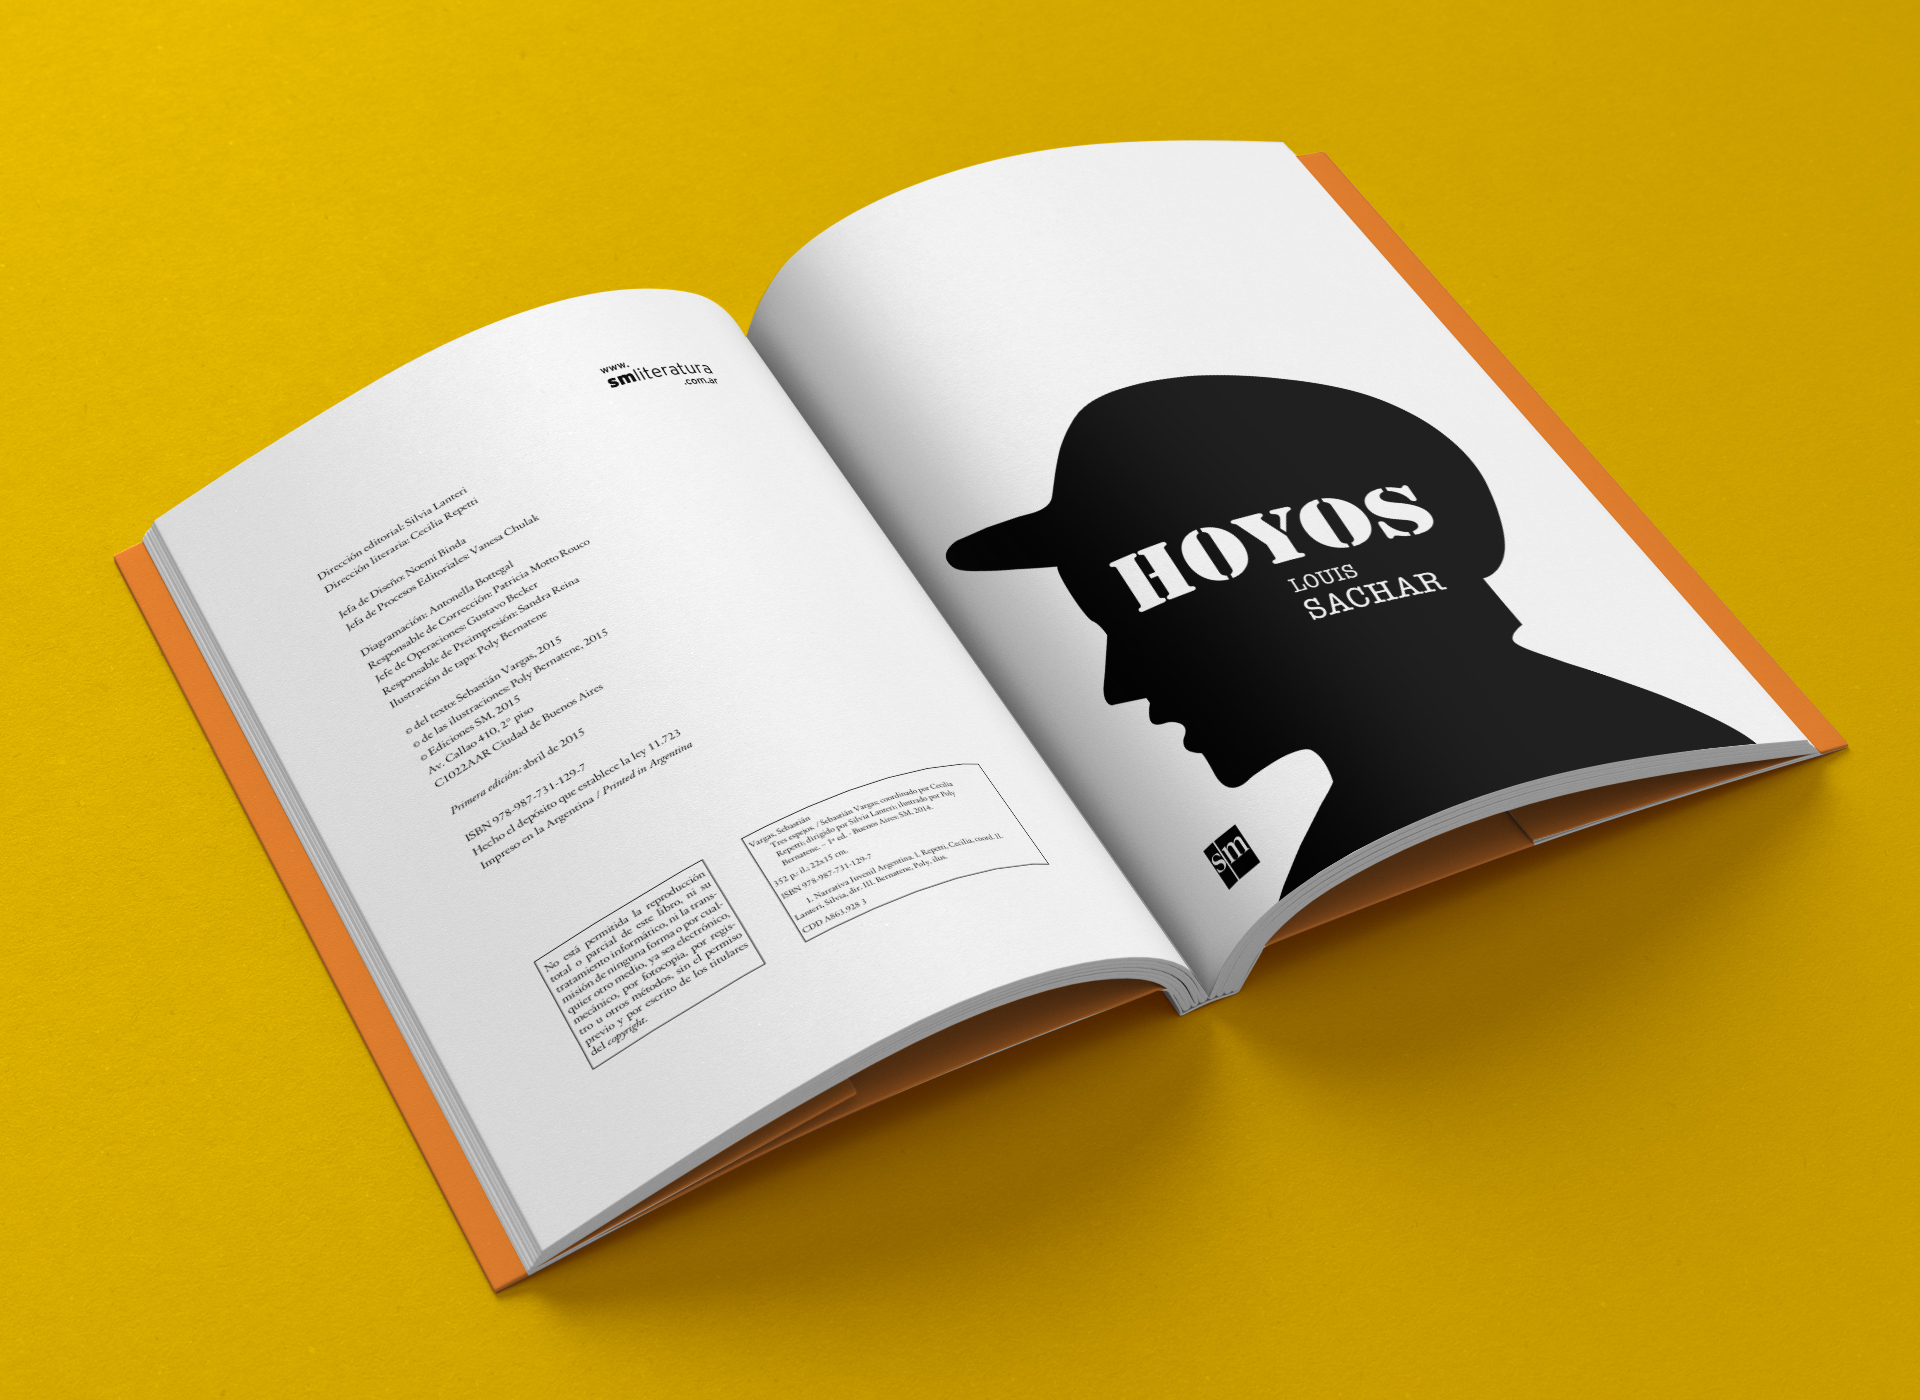 www.
smliteratura
.com.ar
Dirección editorial: Silvia Lanteri
Dirección literaria: Cecilia Repetti
Jefa de Diseño: Noemí Binda
Jefa de Procesos Editoriales: Vanesa Chulak
Diagramación: Antonella Bottegal
Responsable de Corrección: Patricia Motto Rouco
Jefe de Operaciones: Gustavo Becker
Responsable de Preimpresión: Sandra Reina
Ilustración de tapa: Poly Bernatene
© del texto: Sebastián Vargas, 2015
© de las ilustraciones: Poly Bernatene, 2015
© Ediciones SM, 2015
Av. Callao 410, 2° piso
C1022AAR Ciudad de Buenos Aires
Primera edición: abril de 2015
ISBN 978-987-731-129-7
Hecho el depósito que establece la ley 11.723
Impreso en la Argentina / Printed in Argentina
No está permitida la reproducción
total o parcial de este libro, ni su
tratamiento informático, ni la trans-
misión de ninguna forma o por cual-
quier otro medio, ya sea electrónico,
mecánico, por fotocopia, por regis-
tro u otros métodos, sin el permiso
previo y por escrito de los titulares
del copyright.
Vargas, Sebastián
Tres espejos / Sebastián Vargas; coordinado por Cecilia
Repetti; dirigido por Silvia Lanteri; ilustrado por Poly
Bernatene. - 1ª ed. - Buenos Aires: SM, 2014.
352 p.: il.; 22x15 cm.
ISBN 978-987-731-129-7
1. Narrativa Juvenil Argentina. I. Repetti, Cecilia, coord. II.
Lanteri, Silvia, dir. III. Bernatene, Poly, ilus.
CDD A863.928 3
HOYOS
LOUIS
SACHAR
sm